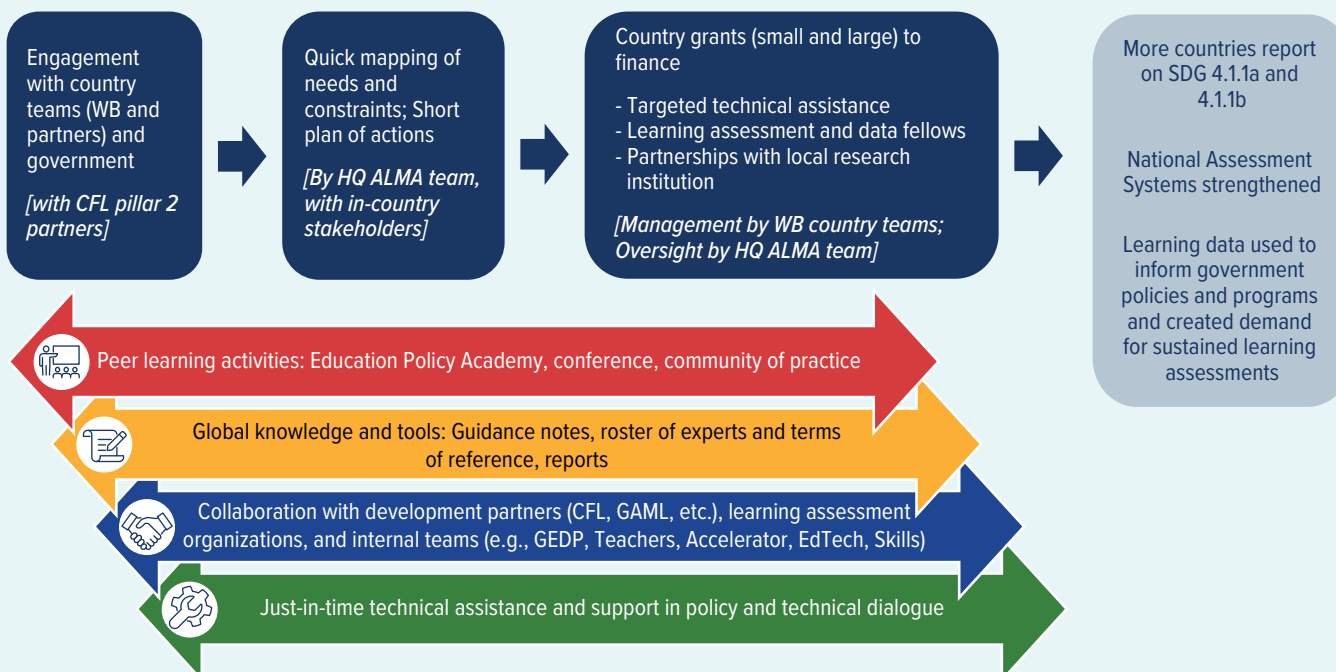 Engagement
with country
teams (WB and
partners) and
government
[with CFL pillar 2
partners]
Quick mapping of
needs and
constraints; Short
plan of actions
[By HQ ALMA team,
with in-country
stakeholders]
Country grants (small and large) to
finance
- Targeted technical assistance
- Learning assessment and data fellows
- Partnerships with local research
institution
[Management by WB country teams;
Oversight by HQ ALMA team]
More countries report
on SDG 4.1.1a and
4.1.1b
National Assessment
Systems strengthened
Learning data used to
inform government
policies and programs
and created demand
for sustained learning
assessments
Peer learning activities: Education Policy Academy, conference, community of practice
Global knowledge and tools: Guidance notes, roster of experts and terms
of reference, reports
Collaboration with development partners (CFL, GAML, etc.), learning assessment
organizations, and internal teams (e.g., GEDP, Teachers, Accelerator, EdTech, Skills)
Just-in-time technical assistance and support in policy and technical dialogue